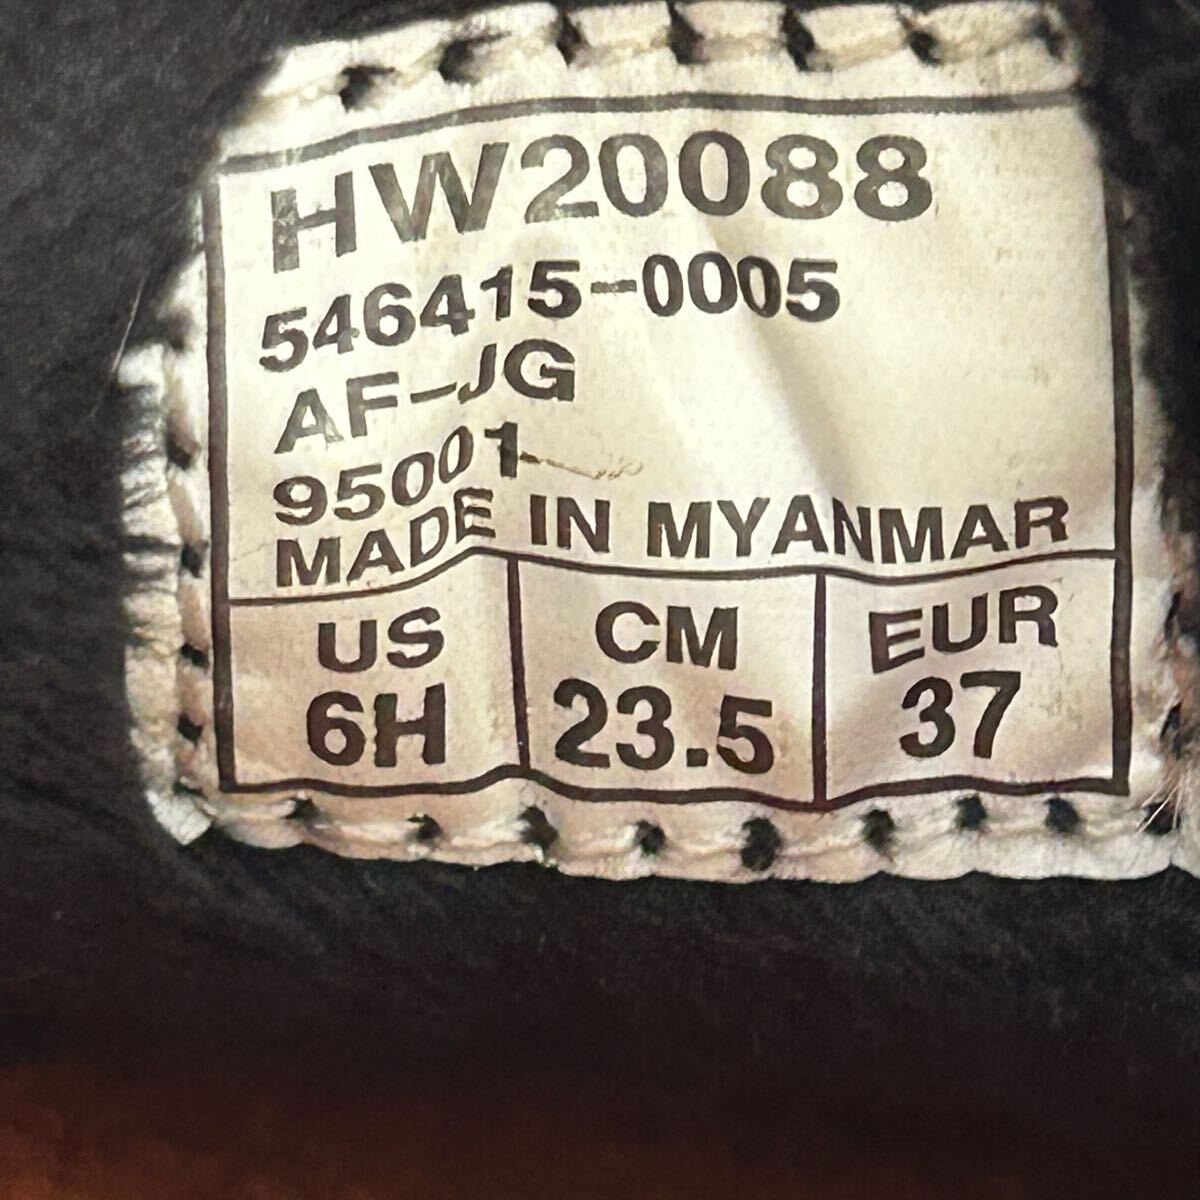 HW20088
546415-0005
AF-JG
95001
MADE IN MYANMAR
US CM EUR
6H 23.5 37